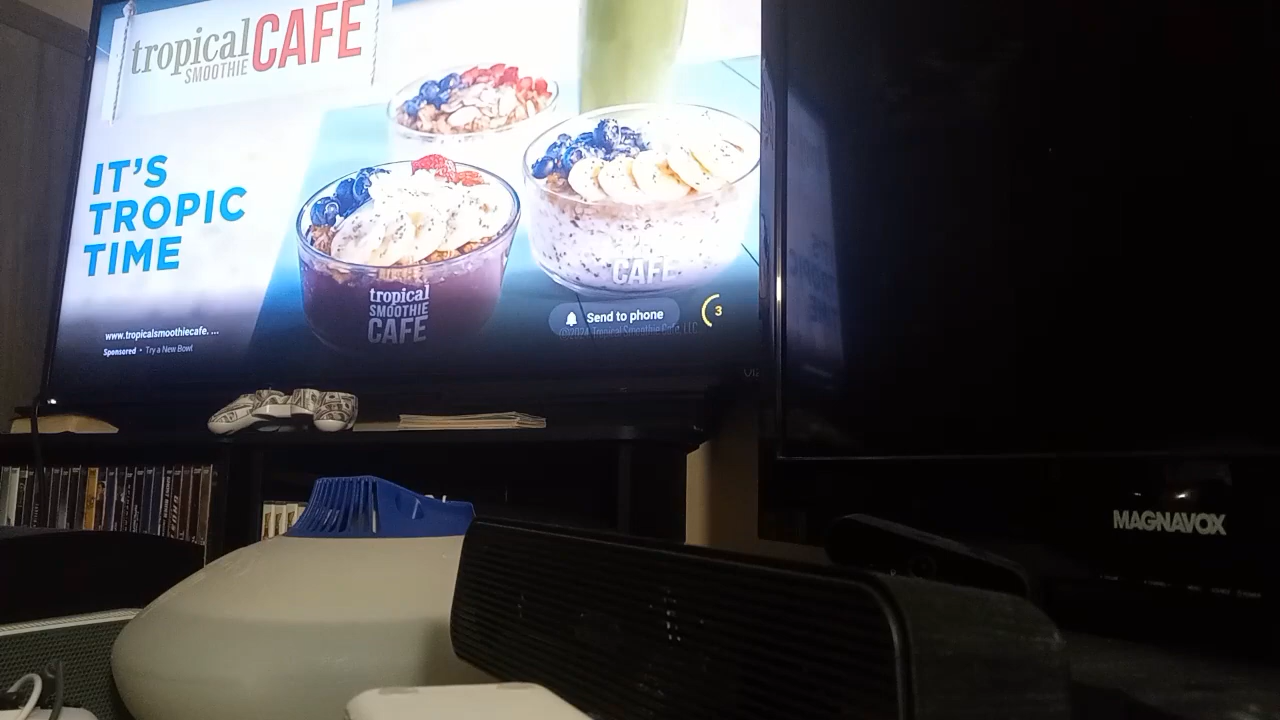 tropical
SMOOTHIE
CAFE
IT'S
TROPIC
TIME
CAFE
tropical
SMOOTHIE
CAFE
Send to phone
3
©2024 Tropical Smoothie Cafe, LLC
www.tropicalsmoothiecafe. ...
Sponsored • Try a New Bowl
MAGNAVOX